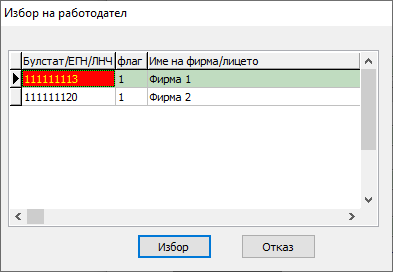 Избор на работодател
Булстат/ЕГН/ЛНЧ флаг Име на фирма/лицето
111111113 1 Фирма 1
111111120 1 Фирма 2
Избор Отказ